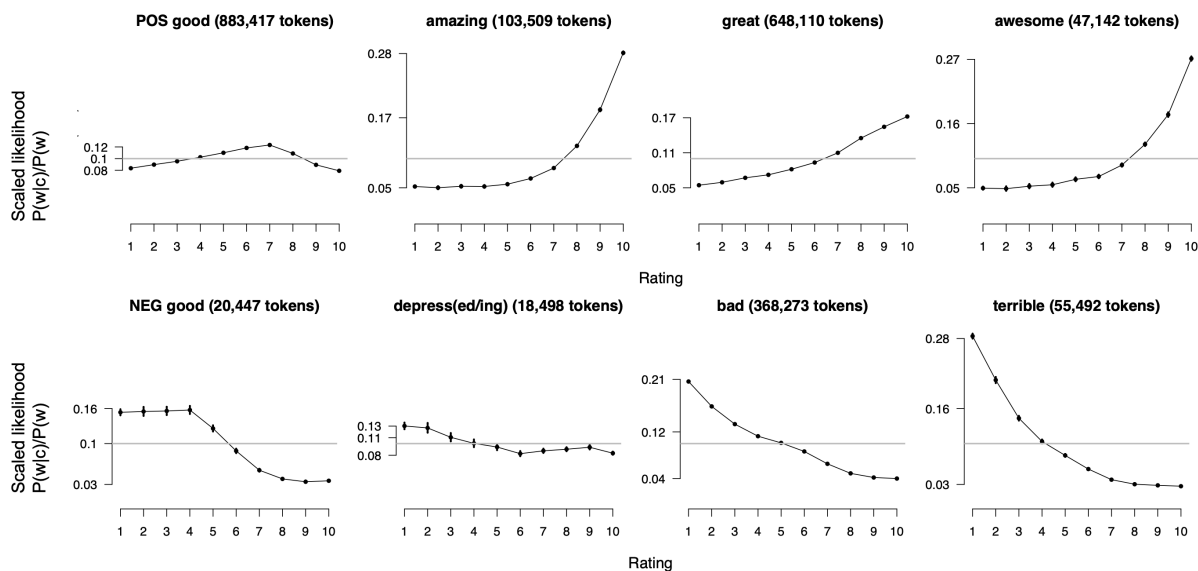 POS good (883,417 tokens)
amazing (103,509 tokens)
great (648,110 tokens)
awesome (47,142 tokens)
Scaled likelihood
P(w|c)/P(w)
0.12
0.1
0.08
1 2 3 4 5 6 7 8 9 10
0.28
0.17
0.05
1 2 3 4 5 6 7 8 9 10
0.17
0.11
0.05
1 2 3 4 5 6 7 8 9 10
0.27
0.16
0.05
1 2 3 4 5 6 7 8 9 10
Rating
NEG good (20,447 tokens)
depress(ed/ing) (18,498 tokens)
bad (368,273 tokens)
terrible (55,492 tokens)
Scaled likelihood
P(w|c)/P(w)
0.16
0.1
0.03
1 2 3 4 5 6 7 8 9 10
0.13
0.11
0.08
1 2 3 4 5 6 7 8 9 10
0.21
0.12
0.04
1 2 3 4 5 6 7 8 9 10
0.28
0.16
0.03
1 2 3 4 5 6 7 8 9 10
Rating